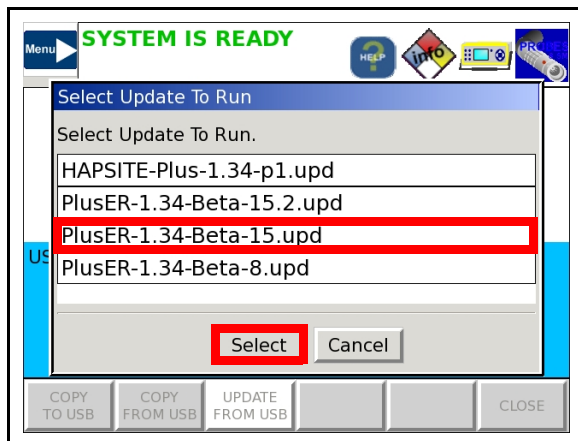 Menu
SYSTEM IS READY
HELP
info
Select Update To Run
Select Update To Run.
HAPSITE-Plus-1.34-p1.upd
PlusER-1.34-Beta-15.2.upd
PlusER-1.34-Beta-15.upd
PlusER-1.34-Beta-8.upd
US
Select
Cancel
COPY
TO USB
COPY
FROM USB
UPDATE
FROM USB
CLOSE